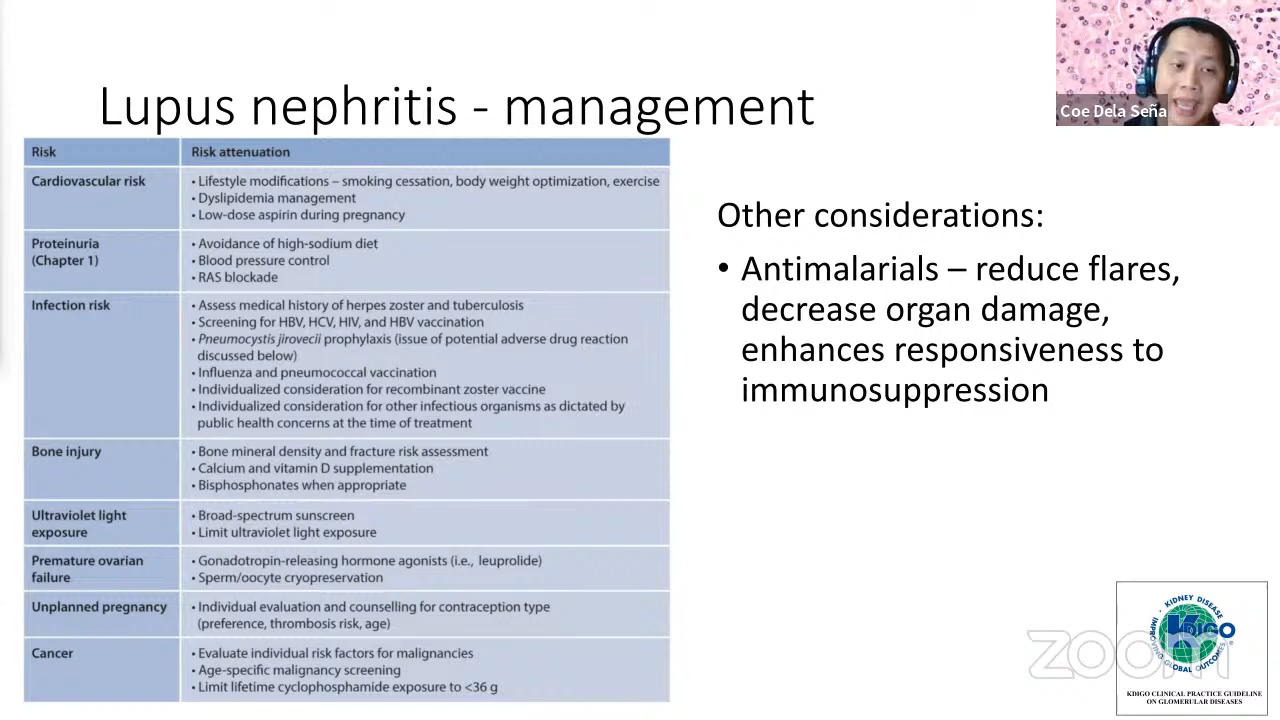 Coe Dela Seña
Lupus nephritis - management
Risk
Risk attenuation
Cardiovascular risk
• Lifestyle modifications – smoking cessation, body weight optimization, exercise
• Dyslipidemia management
• Low-dose aspirin during pregnancy
Proteinuria
(Chapter 1)
• Avoidance of high-sodium diet
• Blood pressure control
• RAS blockade
Infection risk
• Assess medical history of herpes zoster and tuberculosis
• Screening for HBV, HCV, HIV, and HBV vaccination
• Pneumocystis jirovecii prophylaxis (issue of potential adverse drug reaction
discussed below)
• Influenza and pneumococcal vaccination
• Individualized consideration for recombinant zoster vaccine
• Individualized consideration for other infectious organisms as dictated by
public health concerns at the time of treatment
Bone injury
• Bone mineral density and fracture risk assessment
• Calcium and vitamin D supplementation
• Bisphosphonates when appropriate
Ultraviolet light
exposure
• Broad-spectrum sunscreen
• Limit ultraviolet light exposure
Premature ovarian
failure
• Gonadotropin-releasing hormone agonists (i.e., leuprolide)
• Sperm/oocyte cryopreservation
Unplanned pregnancy
• Individual evaluation and counselling for contraception type
(preference, thrombosis risk, age)
Cancer
• Evaluate individual risk factors for malignancies
• Age-specific malignancy screening
• Limit lifetime cyclophosphamide exposure to <36 g
Other considerations:
• Antimalarials – reduce flares,
decrease organ damage,
enhances responsiveness to
immunosuppression
KIDNEY DISEASE
IMPROVING GLOBAL OUTCOMES
KDIGO
zoom
KDIGO CLINICAL PRACTICE GUIDELINE
ON GLOMERULAR DISEASES